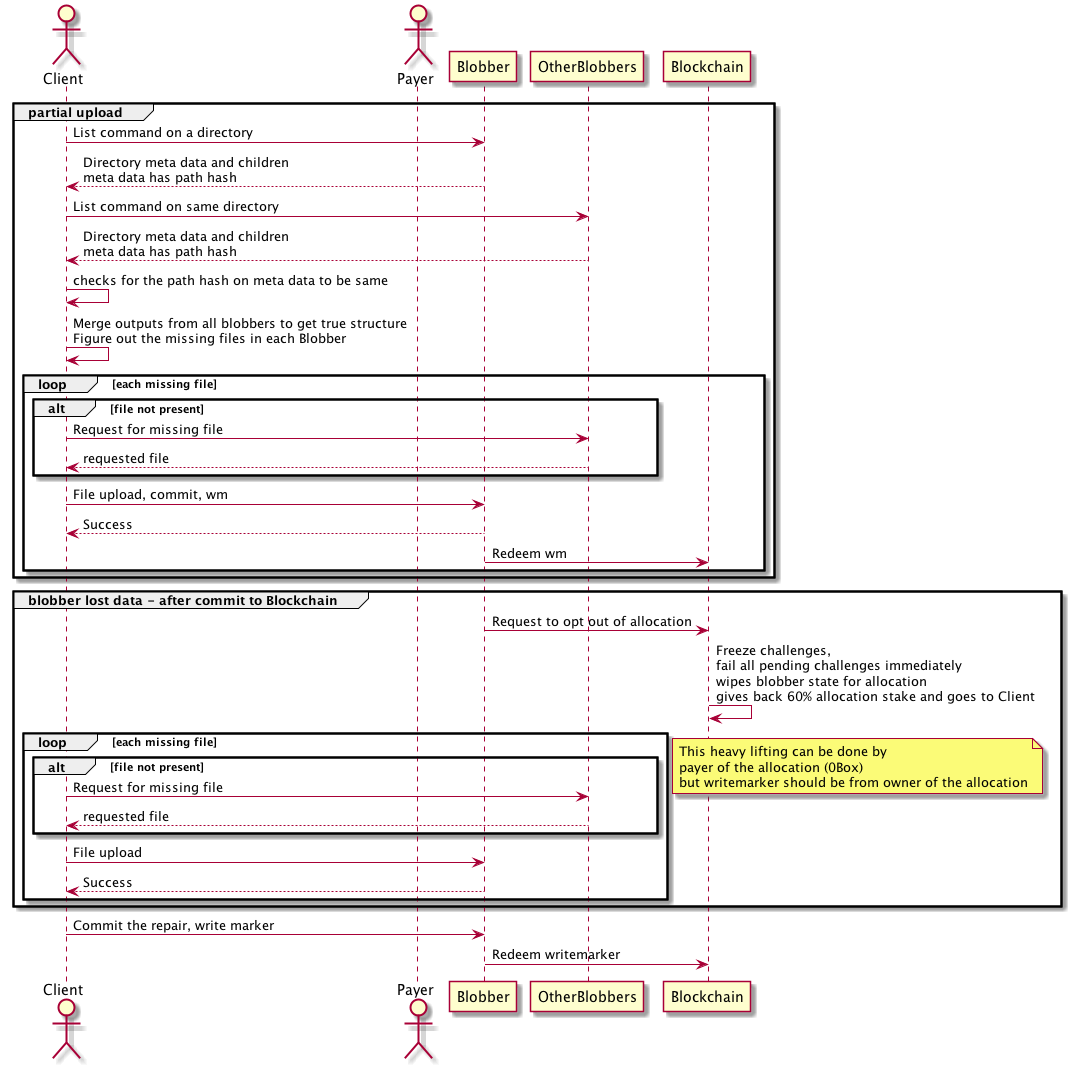 Client
Payer
Blobber
OtherBlobbers
Blockchain
partial upload
List command on a directory
Directory meta data and children
meta data has path hash
List command on same directory
Directory meta data and children
meta data has path hash
checks for the path hash on meta data to be same
Merge outputs from all blobbers to get true structure
Figure out the missing files in each Blobber
loop [each missing file]
alt [file not present]
Request for missing file
requested file
File upload, commit, wm
Success
Redeem wm
blobber lost data - after commit to Blockchain
Request to opt out of allocation
Freeze challenges,
fail all pending challenges immediately
wipes blobber state for allocation
gives back 60% allocation stake and goes to Client
loop [each missing file]
This heavy lifting can be done by
payer of the allocation (0Box)
but writemarker should be from owner of the allocation
alt [file not present]
Request for missing file
requested file
File upload
Success
Commit the repair, write marker
Redeem writemarker
Client
Payer
Blobber
OtherBlobbers
Blockchain